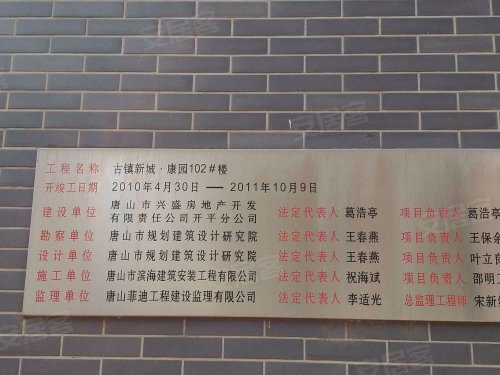 工程名称 古镇新城·康园102#楼
开竣工日期 2010年4月30日 —— 2011年10月9日
建设单位 唐山市兴盛房地产开发有限责任公司开平分公司 法定代表人 葛浩亭 项目负责人 葛浩
勘察单位 唐山市规划建筑设计研究院 法定代表人 王春燕 项目负责人 王保
设计单位 唐山市规划建筑设计研究院 法定代表人 王春燕 项目负责人 叶立
施工单位 唐山市滨海建筑安装工程有限公司 法定代表人 祝海斌 项目负责人 邵明
监理单位 唐山菲迪工程建设监理有限公司 法定代表人 李适光 总监理工程师 宋新
安居客
安居客
安居客